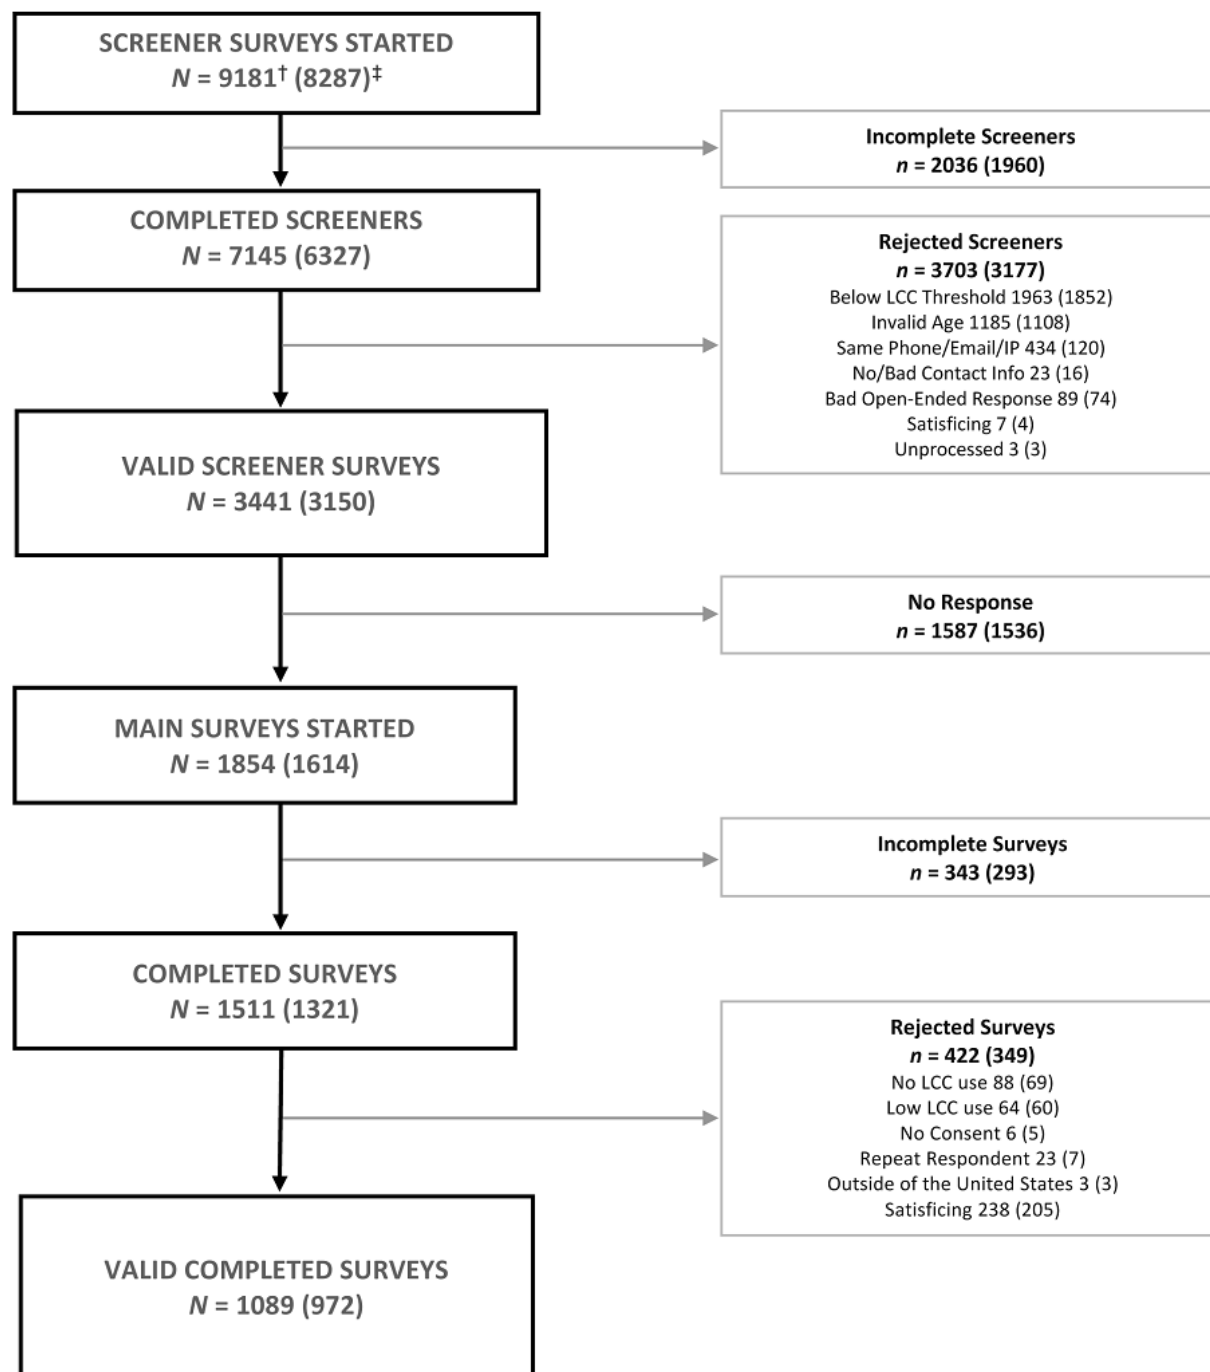 SCREENER SURVEYS STARTED
N = 9181† (8287)‡
Incomplete Screeners
n = 2036 (1960)
COMPLETED SCREENERS
N = 7145 (6327)
Rejected Screeners
n = 3703 (3177)
Below LCC Threshold 1963 (1852)
Invalid Age 1185 (1108)
Same Phone/Email/IP 434 (120)
No/Bad Contact Info 23 (16)
Bad Open-Ended Response 89 (74)
Satisficing 7 (4)
Unprocessed 3 (3)
VALID SCREENER SURVEYS
N = 3441 (3150)
No Response
n = 1587 (1536)
MAIN SURVEYS STARTED
N = 1854 (1614)
Incomplete Surveys
n = 343 (293)
COMPLETED SURVEYS
N = 1511 (1321)
Rejected Surveys
n = 422 (349)
No LCC use 88 (69)
Low LCC use 64 (60)
No Consent 6 (5)
Repeat Respondent 23 (7)
Outside of the United States 3 (3)
Satisficing 238 (205)
VALID COMPLETED SURVEYS
N = 1089 (972)